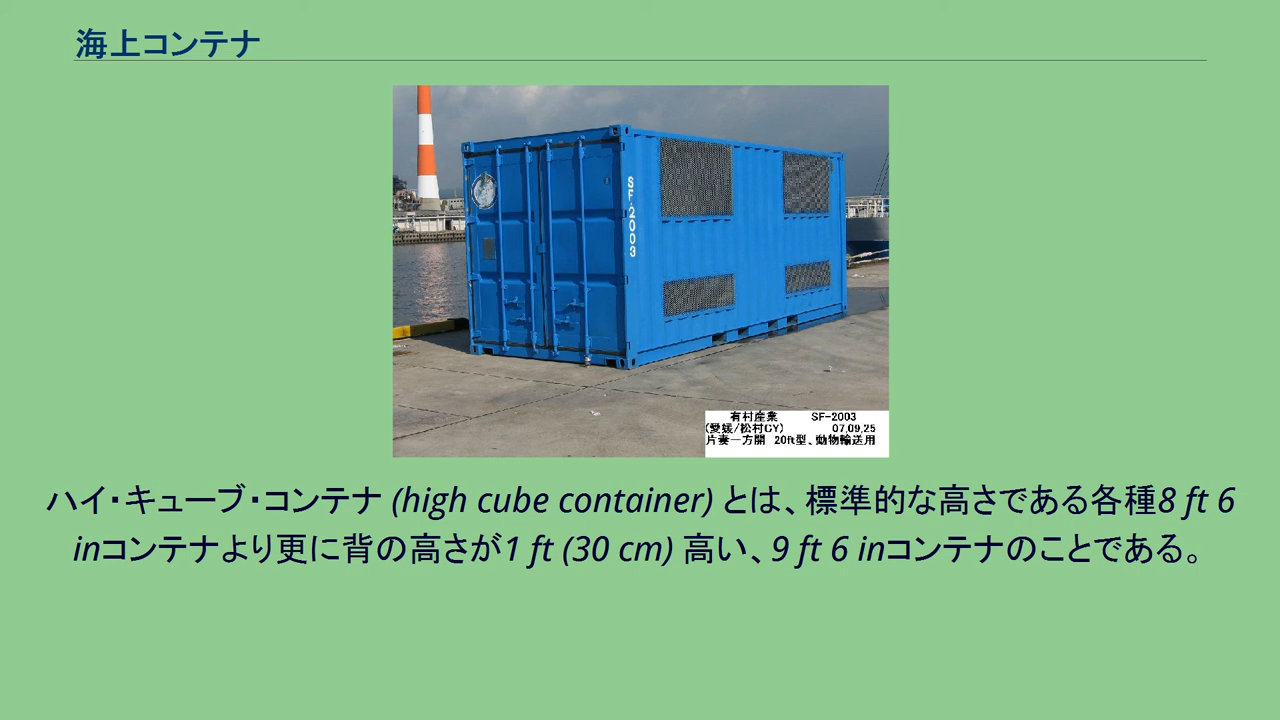 海上コンテナ
SF-2003
有村産業 SF-2003
(愛媛/松村CY) 07,09,25
片妻一方開 20ft型、動物輸送用
ハイ・キューブ・コンテナ (high cube container) とは、標準的な高さである各種8 ft 6
inコンテナより更に背の高さが1 ft (30 cm) 高い、9 ft 6 inコンテナのことである。